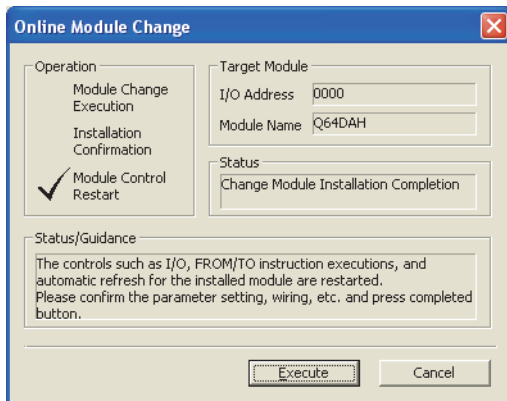 Online Module Change
Operation
Module Change
Execution
Installation
Confirmation
Module Control
Restart
Target Module
I/O Address 0000
Module Name Q64DAH
Status
Change Module Installation Completion
Status/Guidance
The controls such as I/O, FROM/TO instruction executions, and
automatic refresh for the installed module are restarted.
Please confirm the parameter setting, wiring, etc. and press completed
button.
Execute
Cancel